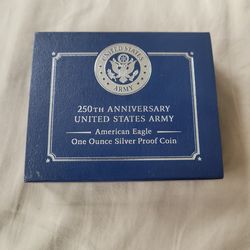 UNITED STATES
ARMY
250TH ANNIVERSARY
UNITED STATES ARMY
American Eagle
One Ounce Silver Proof Coin